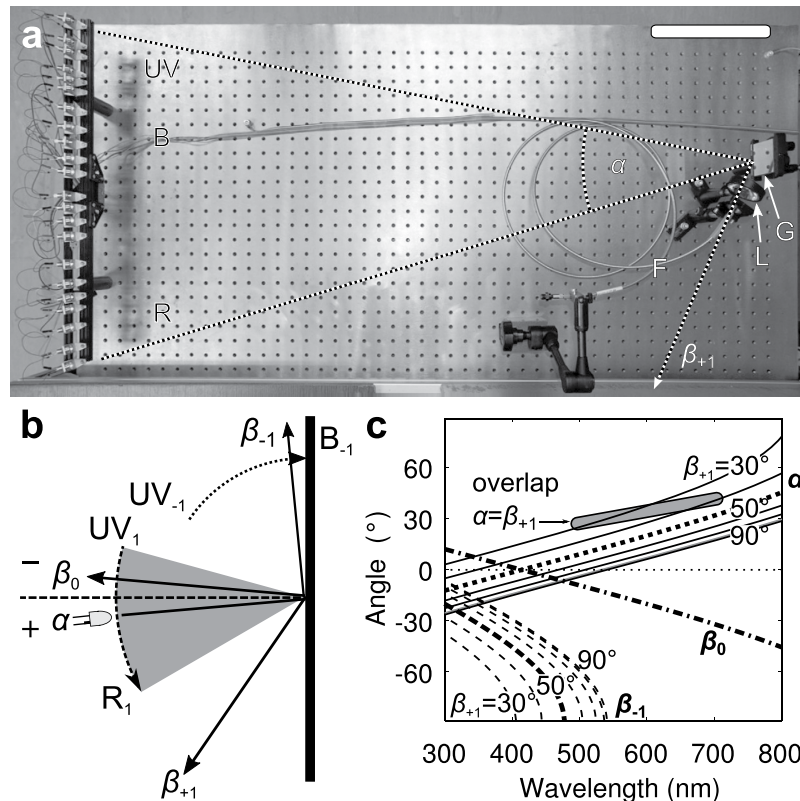 a
UV
B
α
G
L
F
R
β+1
b
β-1
B-1
UV-1
UV1
−
β0
+
α
R1
β+1
c
β+1=30°
overlap
α=β+1
α
50°
90°
60
30
0
-30
-60
Angle (°)
β0
90°
50°
β+1=30°
β-1
300 400 500 600 700 800
Wavelength (nm)